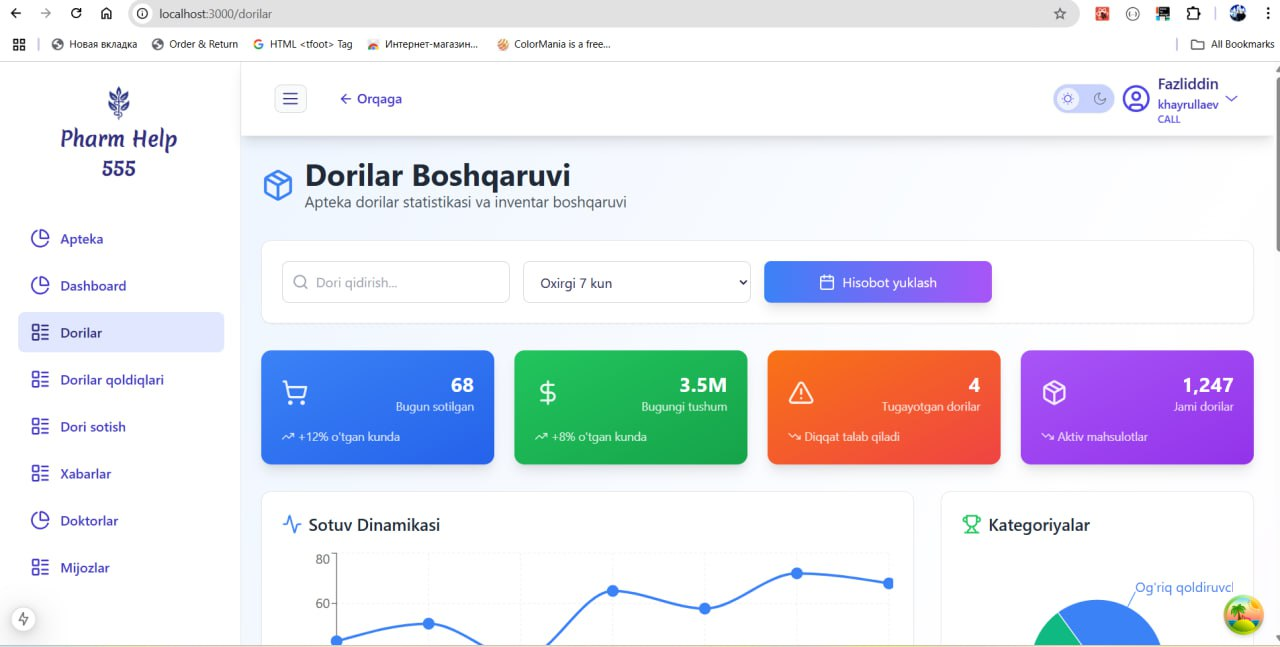 localhost:3000/dorilar
Новая вкладка
Order & Return
HTML <tfoot> Tag
Интернет-магазин...
ColorMania is a free...
All Bookmarks
Pharm Help
555
Orqaga
Fazliddin
khayrullaev
CALL
Apteka
Dashboard
Dorilar
Dorilar qoldiqlari
Dori sotish
Xabarlar
Doktorlar
Mijozlar
Dorilar Boshqaruvi
Apteka dorilar statistikasi va inventar boshqaruvi
Dori qidirish...
Oxirgi 7 kun
Hisobot yuklash
68
Bugun sotilgan
+12% o'tgan kunda
3.5M
Bugungi tushum
+8% o'tgan kunda
4
Tugayotgan dorilar
Diqqat talab qiladi
1,247
Jami dorilar
Aktiv mahsulotlar
Sotuv Dinamikasi
80
60
Kategoriyalar
Og'riq qoldiruvc